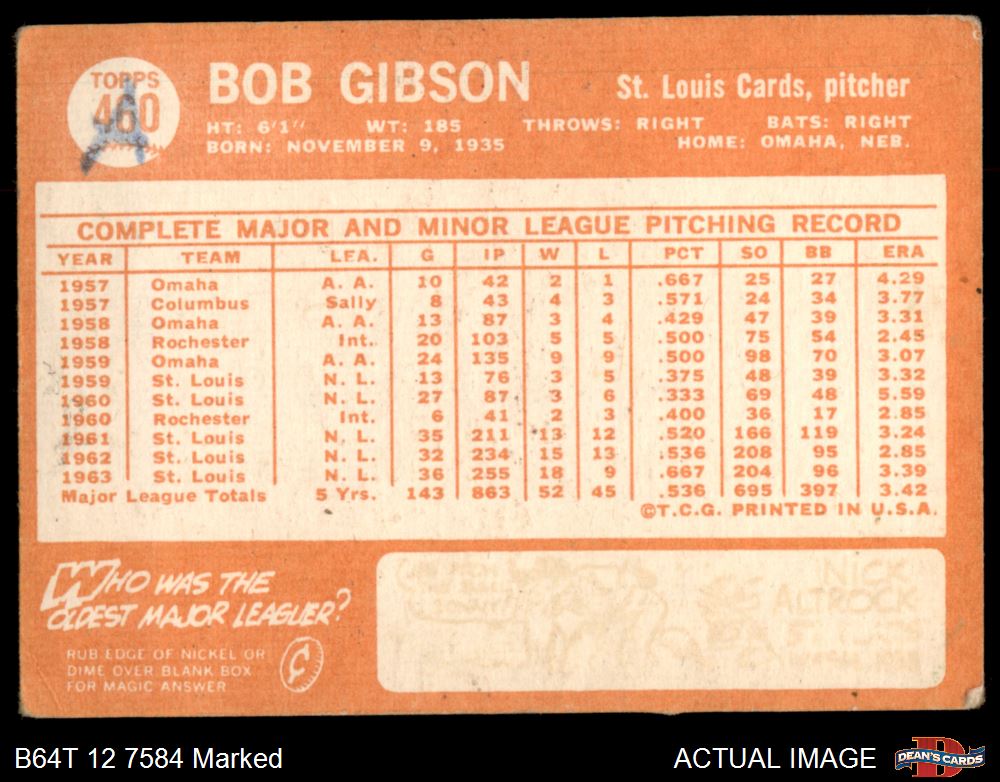 TOPPS
460
BOB GIBSON
St. Louis Cards, pitcher
HT: 6'1" WT: 185 THROWS: RIGHT BATS: RIGHT
BORN: NOVEMBER 9, 1935 HOME: OMAHA, NEB.
COMPLETE MAJOR AND MINOR LEAGUE PITCHING RECORD
YEAR TEAM LEA. G IP W L PCT SO BB ERA
1957 Omaha A. A. 10 42 2 1 .667 25 27 4.29
1957 Columbus Sally 8 43 4 3 .571 24 34 3.77
1958 Omaha A. A. 13 87 3 4 .429 47 39 3.31
1958 Rochester Int. 20 103 5 5 .500 75 54 2.45
1959 Omaha A. A. 24 135 9 9 .500 98 70 3.07
1959 St. Louis N. L. 13 76 3 5 .375 48 39 3.32
1960 St. Louis N. L. 27 87 3 6 .333 69 48 5.59
1960 Rochester Int. 6 41 2 3 .400 36 17 2.85
1961 St. Louis N. L. 35 211 13 12 .520 166 119 3.24
1962 St. Louis N. L. 32 234 15 13 .536 208 95 2.85
1963 St. Louis N. L. 36 255 18 9 .667 204 96 3.39
Major League Totals 5 Yrs. 143 863 52 45 .536 695 397 3.42
©T.C.G. PRINTED IN U.S.A.
WHO WAS THE
OLDEST MAJOR LEAGUER?
RUB EDGE OF NICKEL OR
DIME OVER BLANK BOX
FOR MAGIC ANSWER
¢
NICK
ALTROCK
B64T 12 7584 Marked
ACTUAL IMAGE
D
DEAN'S CARDS